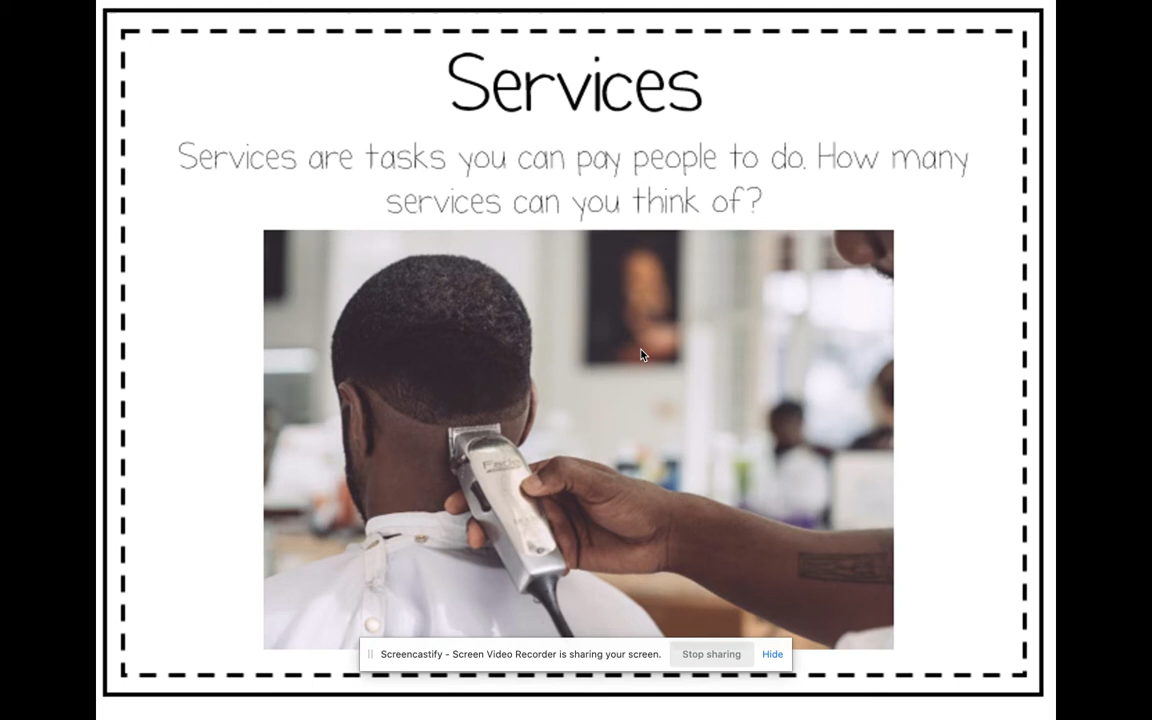 Services
Services are tasks you can pay people to do. How many
services can you think of?
Screencastify - Screen Video Recorder is sharing your screen.
Stop sharing
Hide